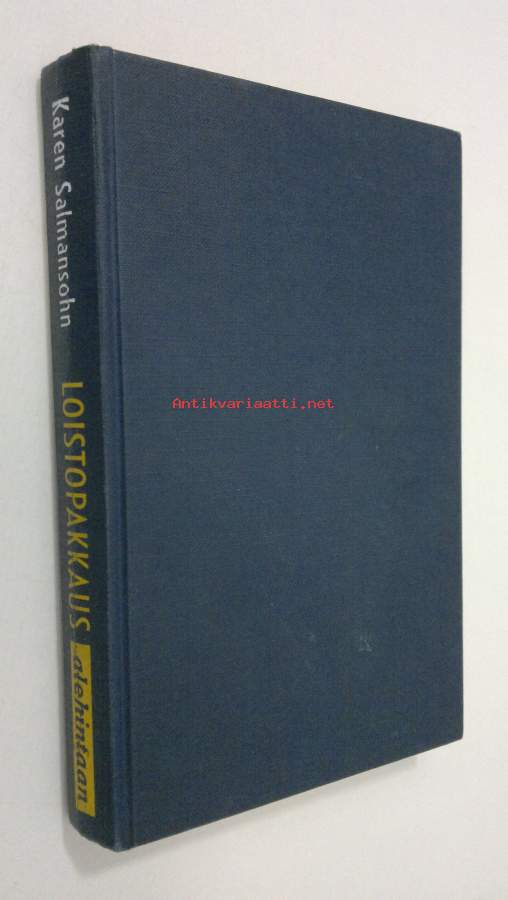 Karen Salmansohn
LOISTOPAKKAUS
...alehintaan
Antikvariaatti.net